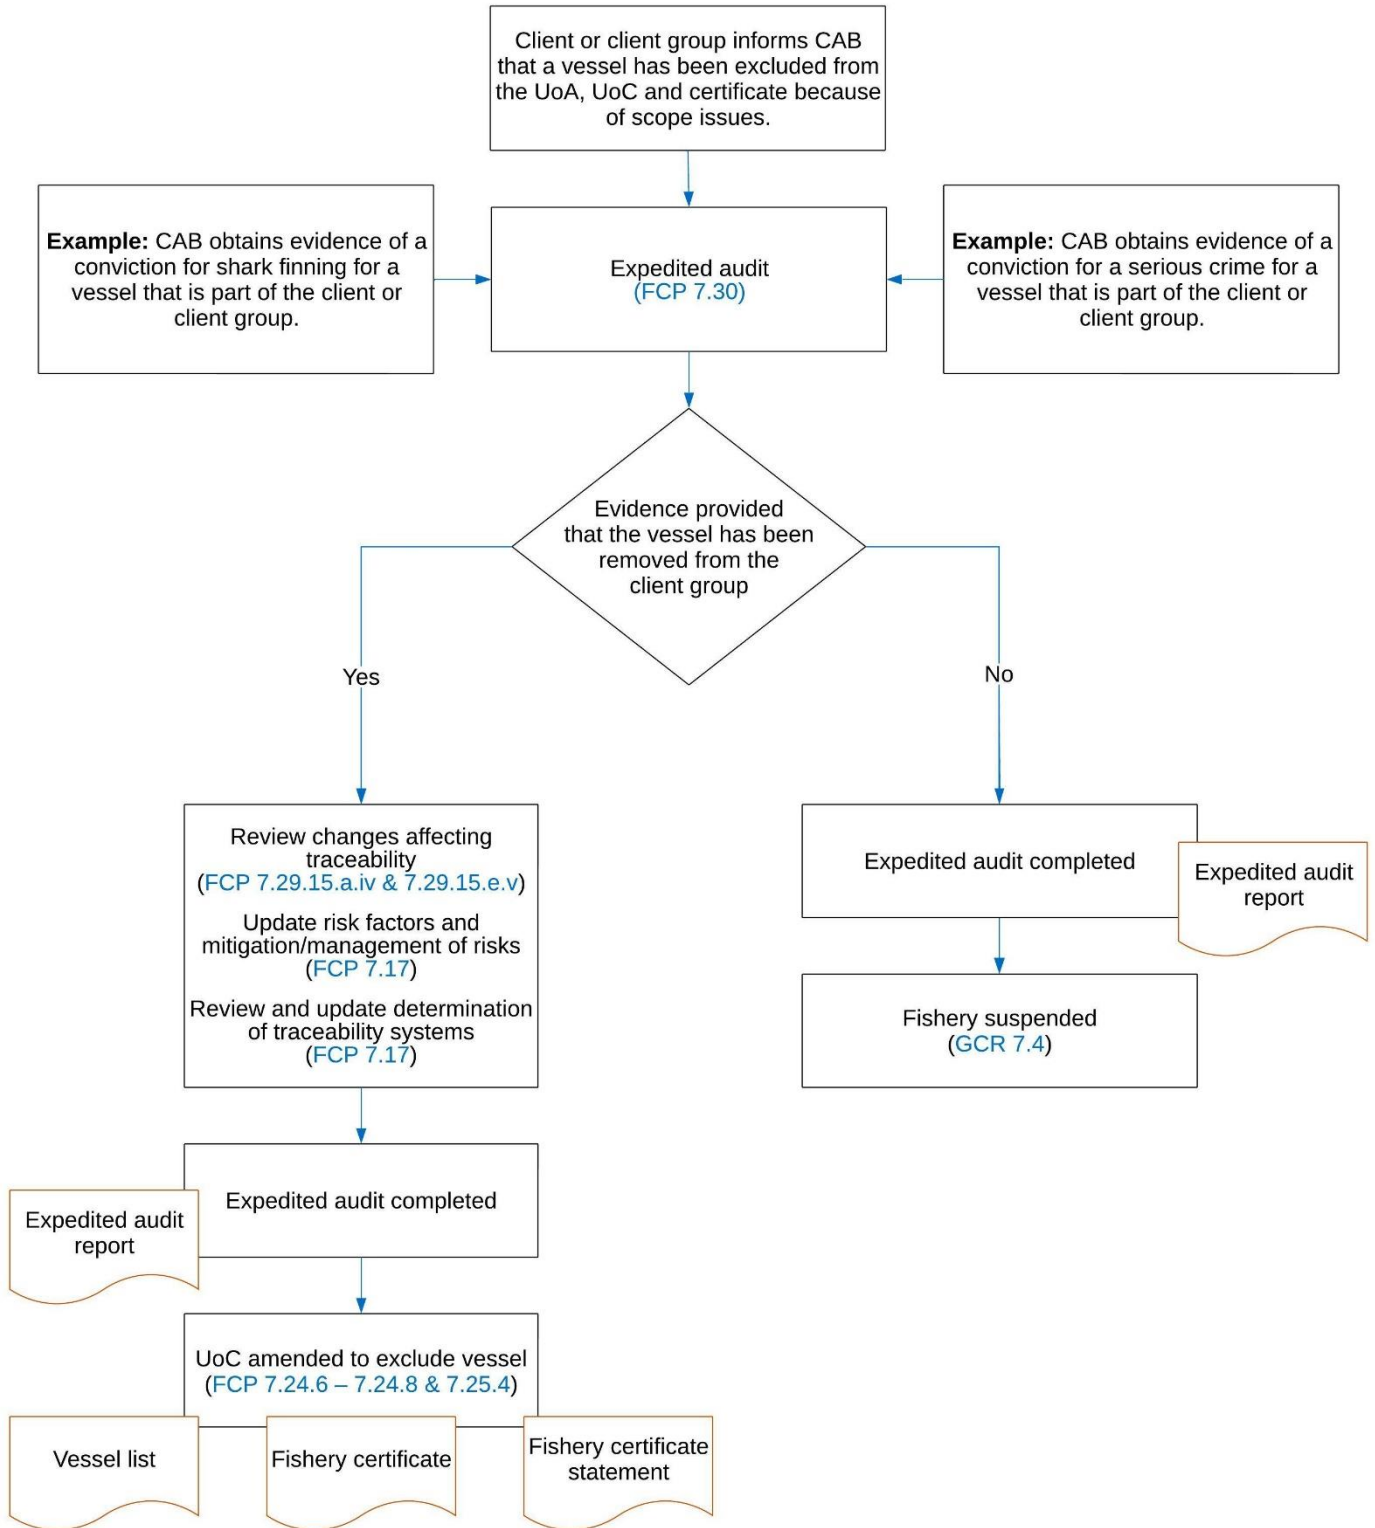 Client or client group informs CAB
that a vessel has been excluded from
the UoA, UoC and certificate because
of scope issues.
Example: CAB obtains evidence of a
conviction for shark finning for a
vessel that is part of the client or
client group.
Expedited audit
(FCP 7.30)
Example: CAB obtains evidence of a
conviction for a serious crime for a
vessel that is part of the client or
client group.
Evidence provided
that the vessel has been
removed from the
client group
Yes
No
Review changes affecting
traceability
(FCP 7.29.15.a.iv & 7.29.15.e.v)
Update risk factors and
mitigation/management of risks
(FCP 7.17)
Review and update determination
of traceability systems
(FCP 7.17)
Expedited audit completed
Expedited audit
report
Fishery suspended
(GCR 7.4)
Expedited audit completed
Expedited audit
report
UoC amended to exclude vessel
(FCP 7.24.6 – 7.24.8 & 7.25.4)
Vessel list
Fishery certificate
Fishery certificate
statement